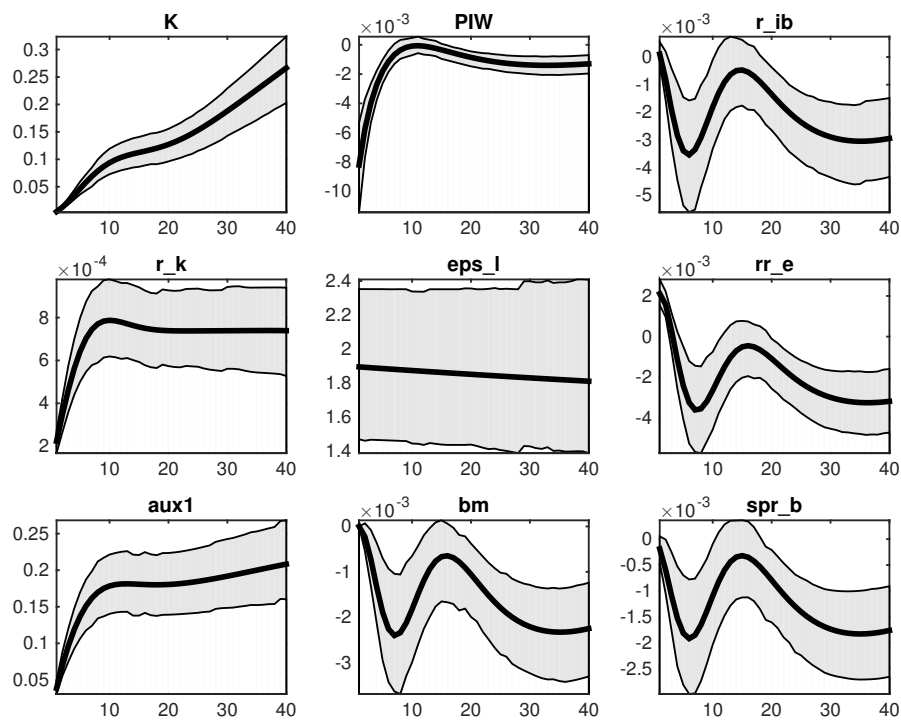 K
0.3
0.25
0.2
0.15
0.1
0.05
10 20 30 40
×10⁻³ PIW
0
-2
-4
-6
-8
-10
10 20 30 40
×10⁻³ r_ib
0
-1
-2
-3
-4
-5
10 20 30 40
×10⁻⁴ r_k
8
6
4
2
10 20 30 40
eps_l
2.4
2.2
2
1.8
1.6
1.4
10 20 30 40
×10⁻³ rr_e
2
0
-2
-4
10 20 30 40
aux1
0.25
0.2
0.15
0.1
0.05
10 20 30 40
×10⁻³ bm
0
-1
-2
-3
10 20 30 40
×10⁻³ spr_b
0
-0.5
-1
-1.5
-2
-2.5
10 20 30 40